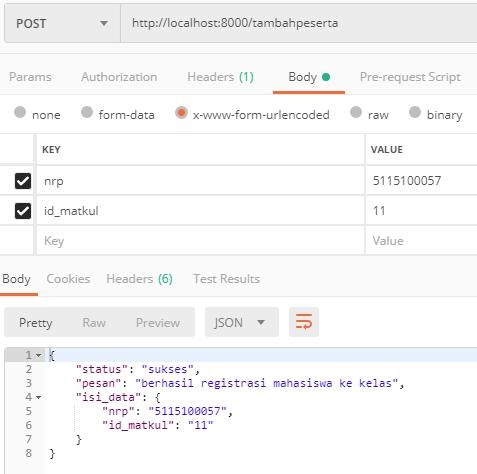 POST http://localhost:8000/tambahpeserta
Params Authorization Headers (1) Body Pre-request Script
none form-data x-www-form-urlencoded raw binary
KEY VALUE
nrp 5115100057
id_matkul 11
Key Value
Body Cookies Headers (6) Test Results
Pretty Raw Preview JSON
1 {
2 "status": "sukses",
3 "pesan": "berhasil registrasi mahasiswa ke kelas",
4 "isi_data": {
5 "nrp": "5115100057",
6 "id_matkul": "11"
7 }
8 }